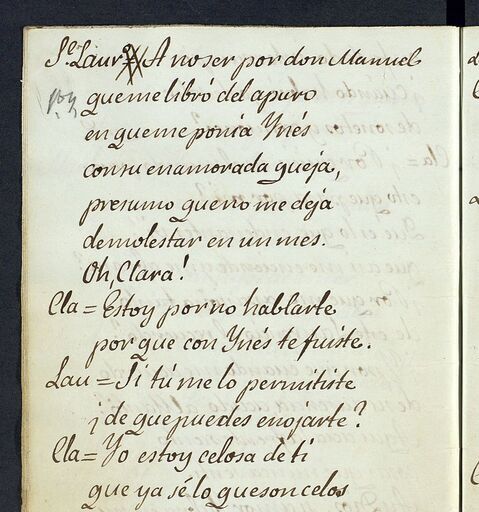 Se. Laur. A no ser por don Manuel
que me libró del apuro
en que me ponia Ynés
con su enamorada queja,
presumo que no me deja
de molestar en un mes.
Oh, Clara!
Cla = Estoy por no hablarte
por que con Ynés te fuiste.
Lau = Si tú me lo permitiste
¿de que puedes enojarte?
Cla = Yo estoy celosa de ti
que ya sé lo que son celos